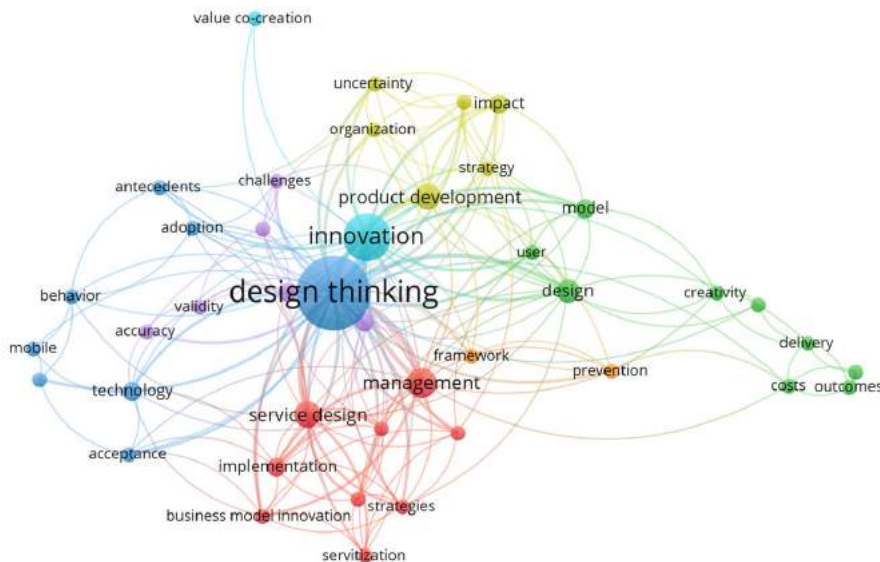 value co-creation
uncertainty
impact
organization
strategy
challenges
antecedents
product development
model
adoption
innovation
user
design thinking
design
creativity
behavior
validity
accuracy
delivery
mobile
framework
prevention
technology
management
costs
outcomes
service design
acceptance
implementation
strategies
business model innovation
servitization